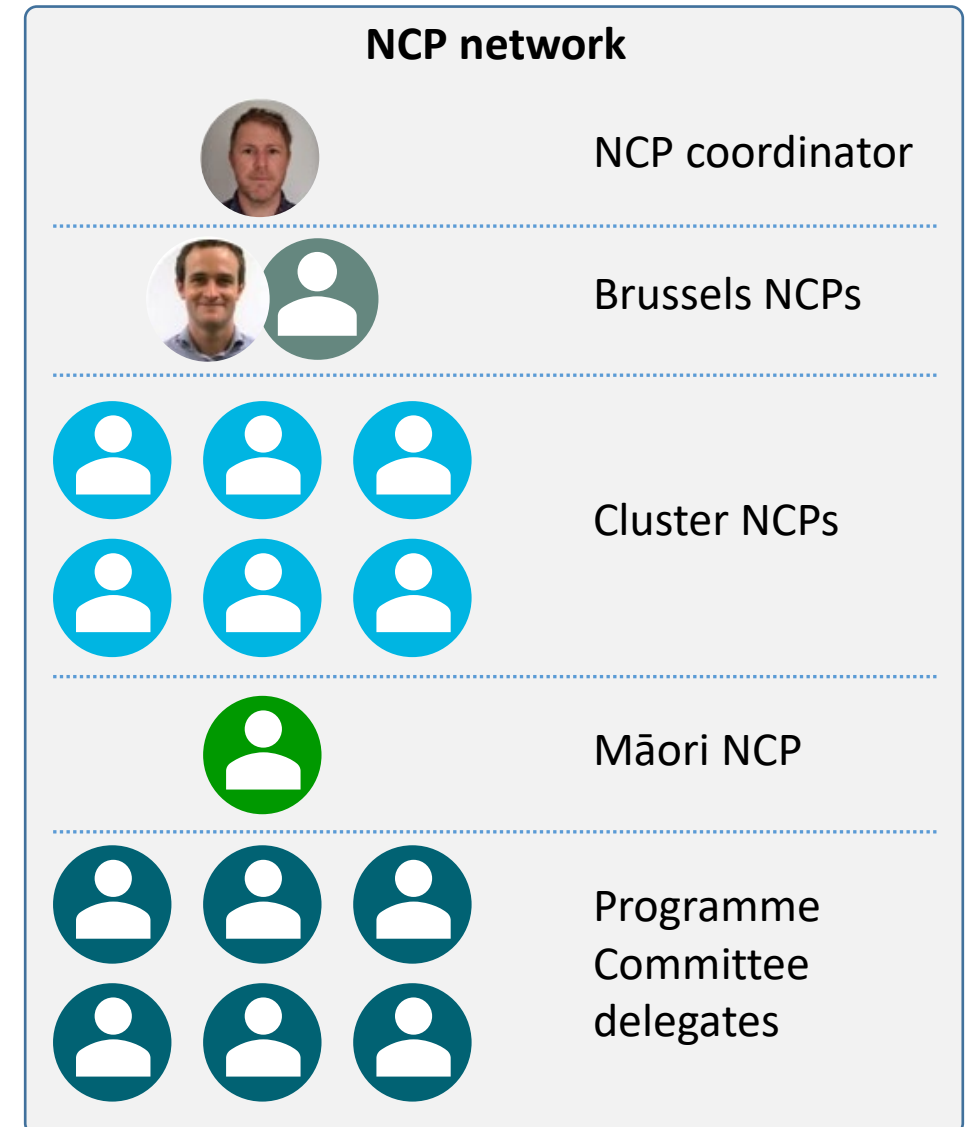 NCP network
NCP coordinator
Brussels NCPs
Cluster NCPs
Māori NCP
Programme
Committee
delegates